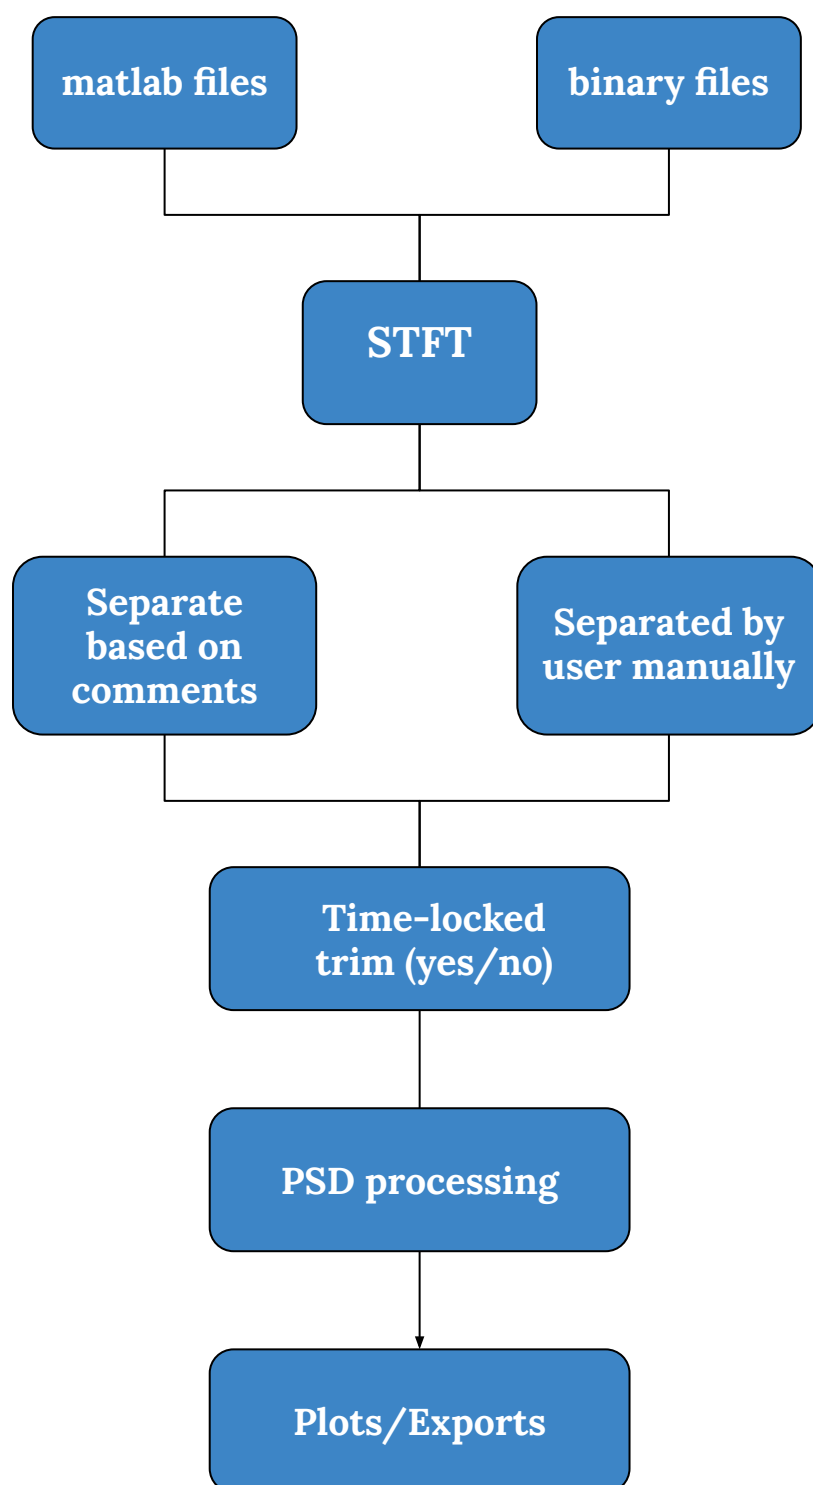 matlab files
binary files
STFT
Separate
based on
comments
Separated by
user manually
Time-locked
trim (yes/no)
PSD processing
Plots/Exports